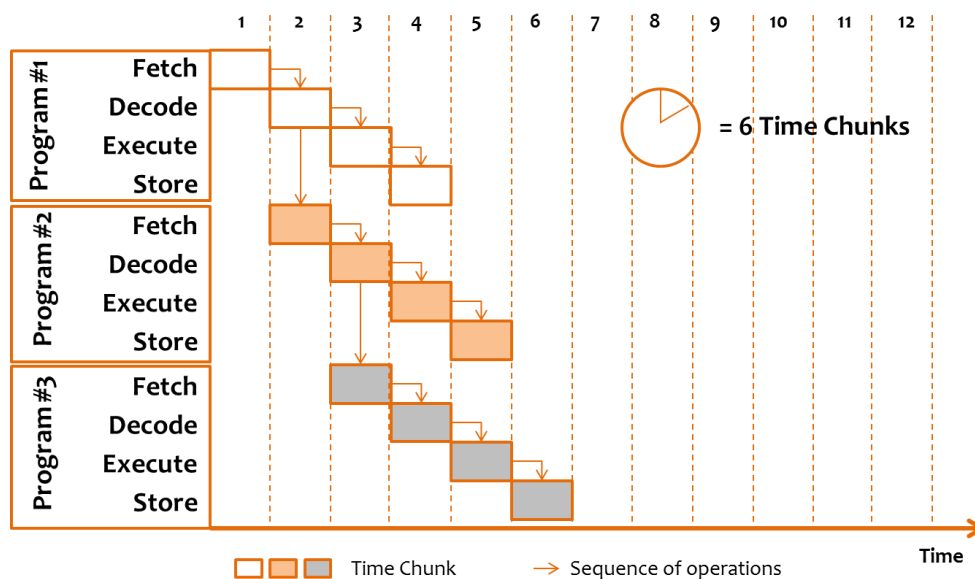 1 2 3 4 5 6 7 8 9 10 11 12
Program#1
Fetch
Decode
Execute
Store
= 6 Time Chunks
Program#2
Fetch
Decode
Execute
Store
Program#3
Fetch
Decode
Execute
Store
Time
Time Chunk
Sequence of operations